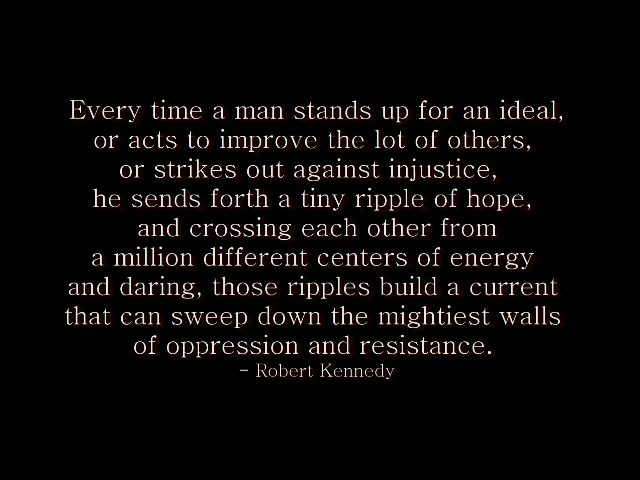 Every time a man stands up for an ideal,
or acts to improve the lot of others,
or strikes out against injustice,
he sends forth a tiny ripple of hope,
and crossing each other from
a million different centers of energy
and daring, those ripples build a current
that can sweep down the mightiest walls
of oppression and resistance.
- Robert Kennedy